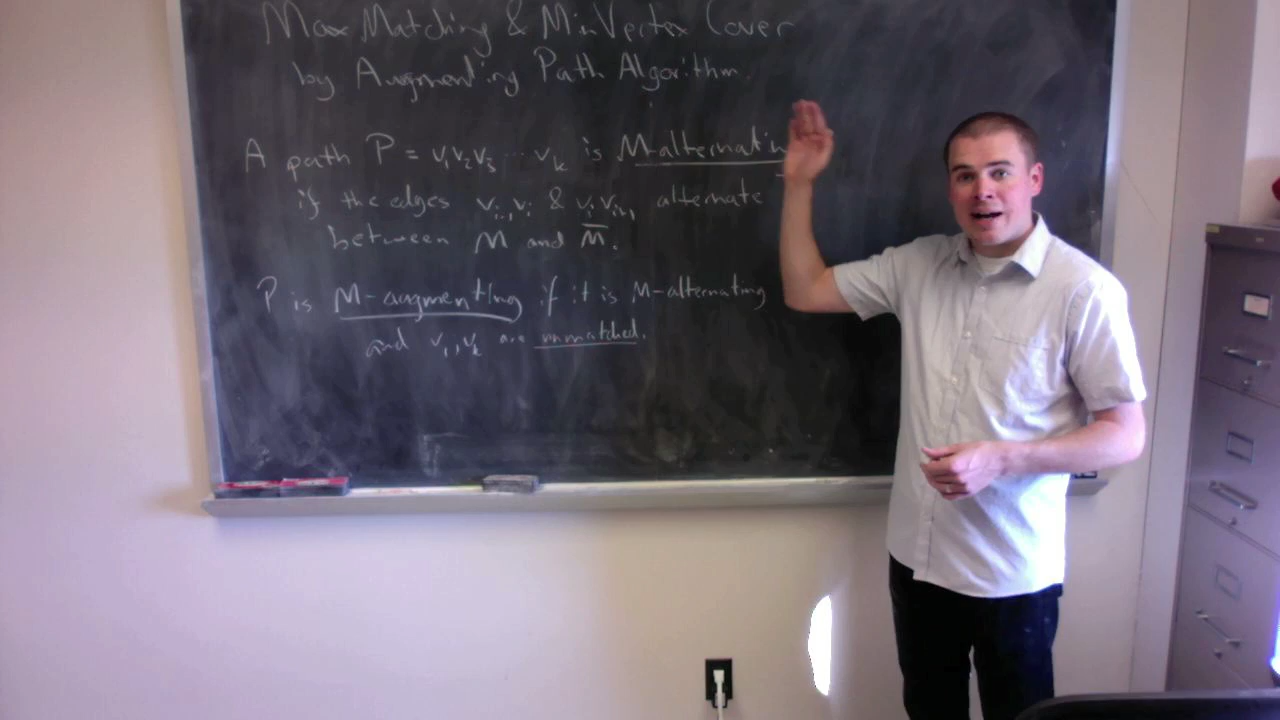 Max Matching & Min Vertex Cover
by Augmenting Path Algorithm.
A path P = v₁v₂v₃ ... vₖ is M-alternatin
if the edges vᵢ₋₁vᵢ & vᵢvᵢ₊₁ alternate
between M and M̅.
P is M-augmenting if it is M-alternating
and v₁, vₖ are unmatched.